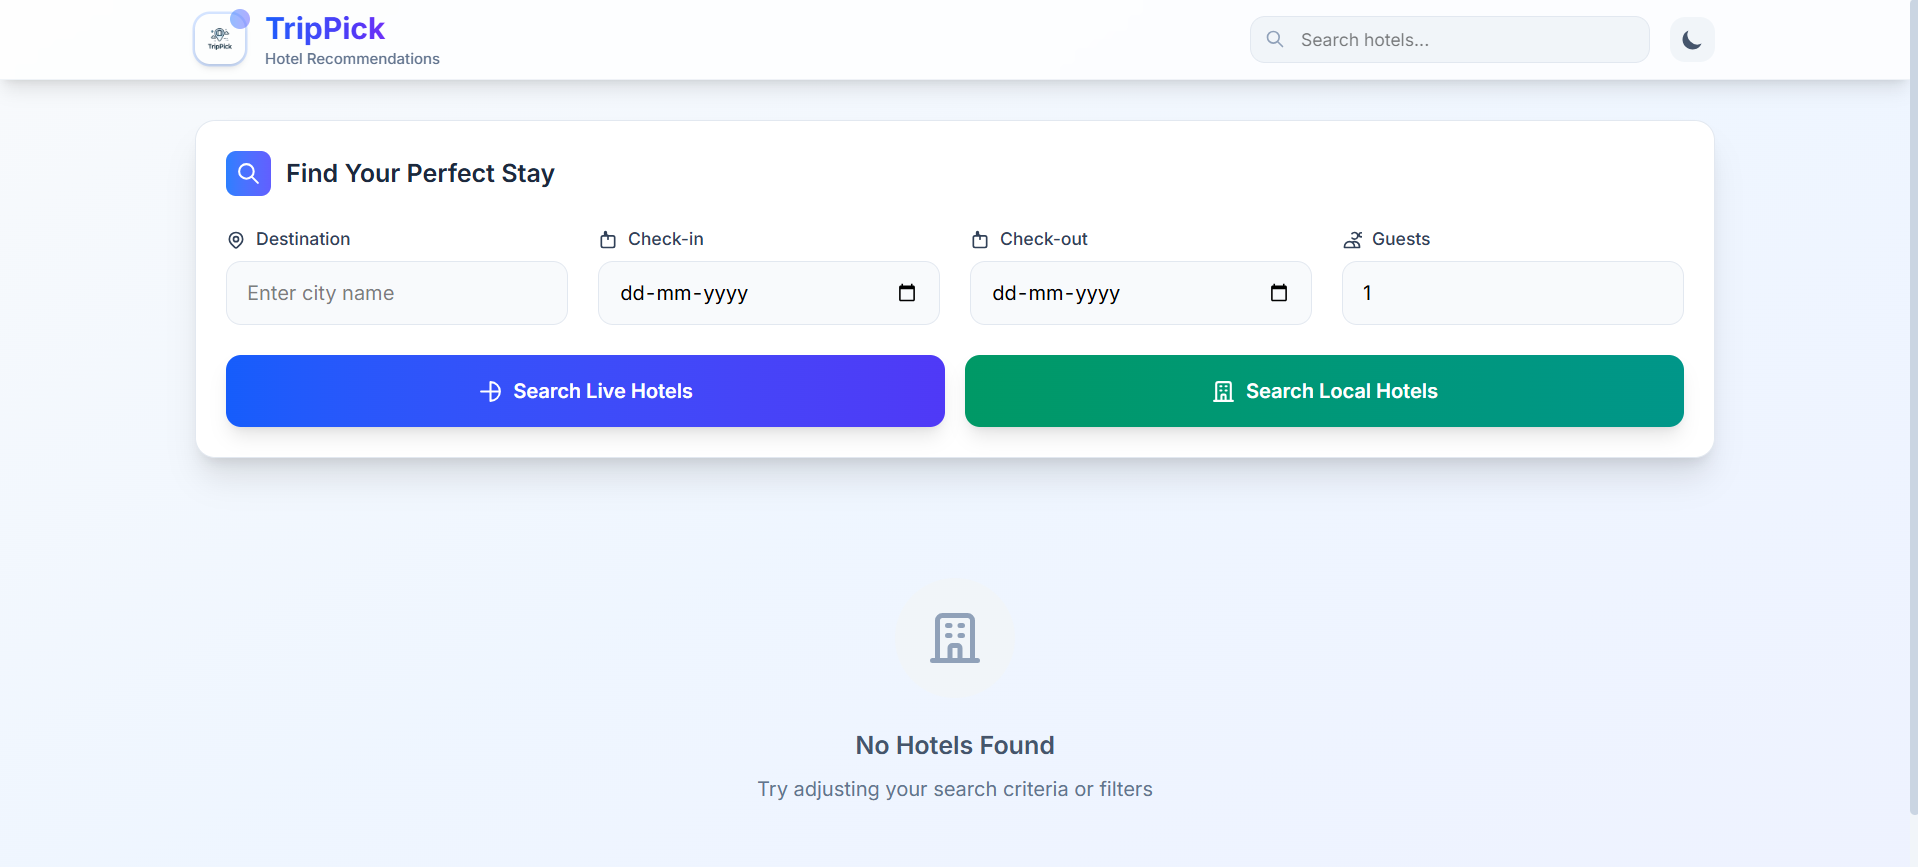 TripPick
TripPick
Hotel Recommendations
Search hotels...
Find Your Perfect Stay
Destination
Check-in
Check-out
Guests
Enter city name
dd-mm-yyyy
dd-mm-yyyy
1
Search Live Hotels
Search Local Hotels
No Hotels Found
Try adjusting your search criteria or filters